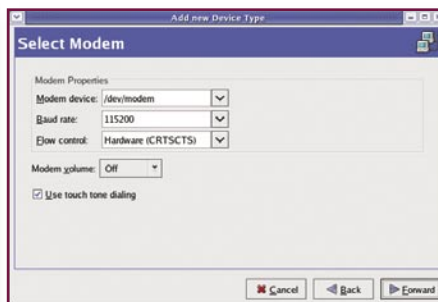 Add new Device Type
Select Modem
Modem Properties
Modem device: /dev/modem
Baud rate: 115200
Flow control: Hardware (CRTSCTS)
Modem volume: Off
Use touch tone dialing
Cancel Back Forward